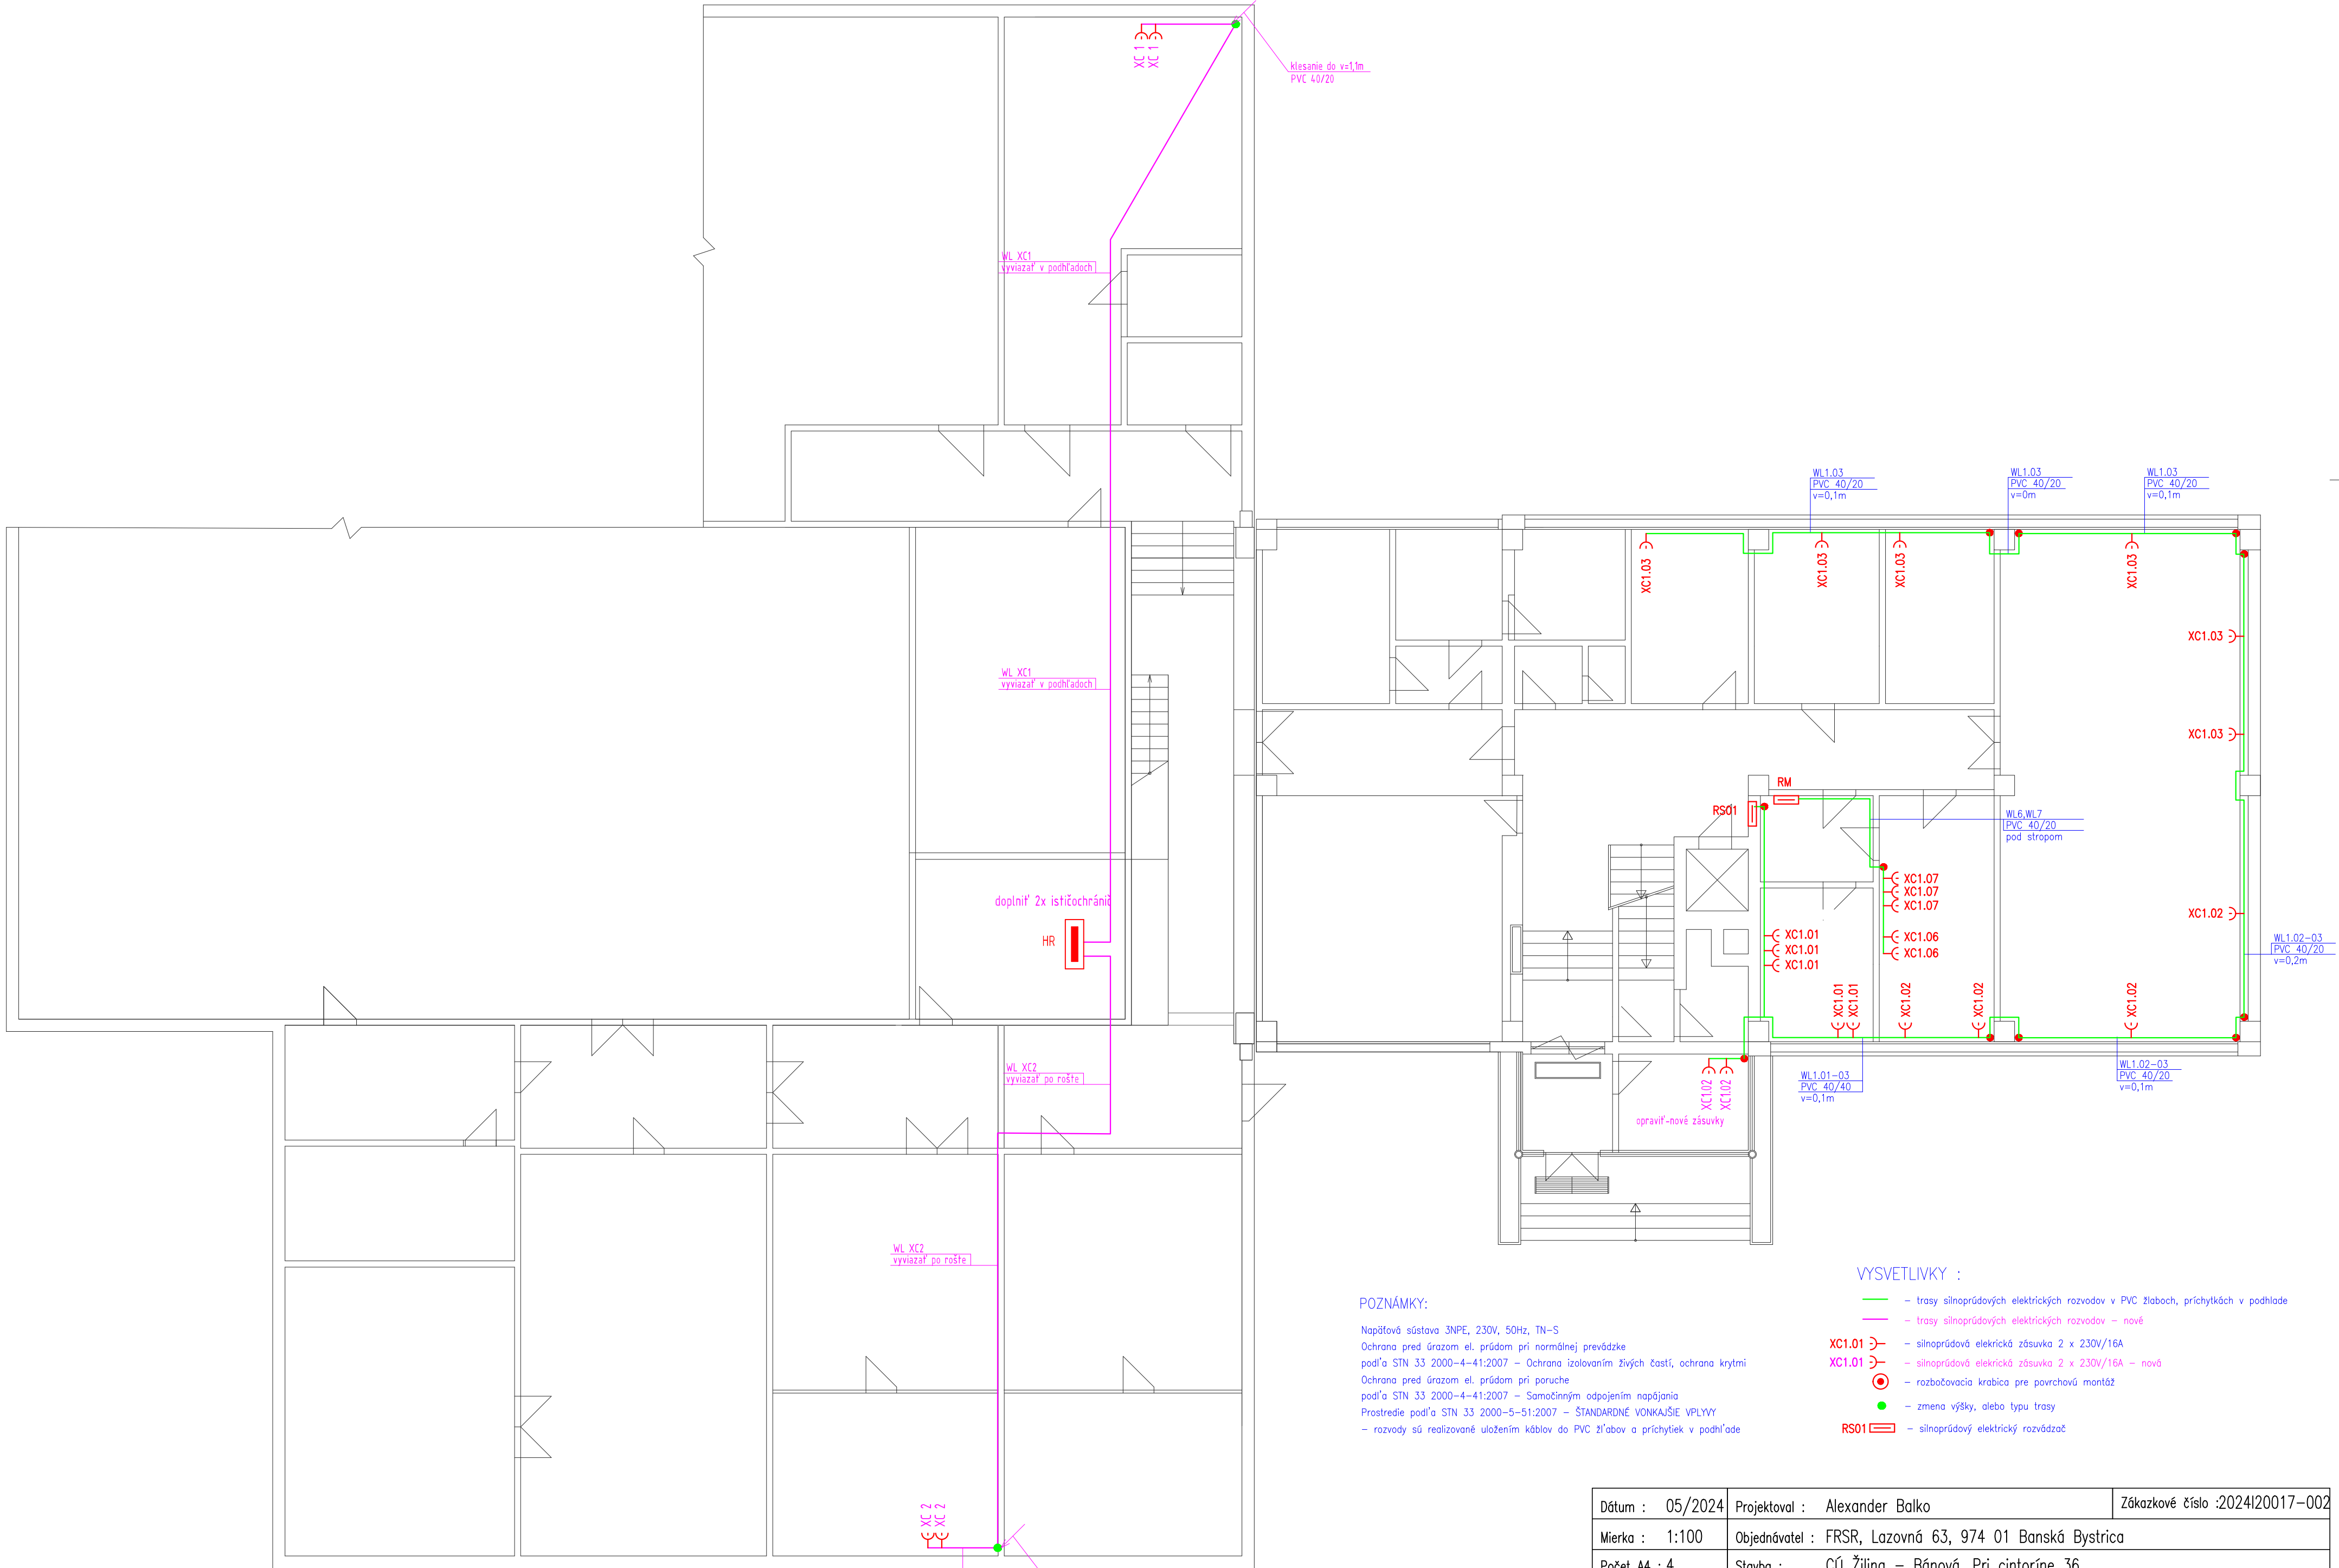 XC 1
XC 1
klesanie do v=1,1m
PVC 40/20
WL XC1
vyviazať v podhľadoch
WL XC1
vyviazať v podhľadoch
doplniť 2x ističochránič
HR
WL XC2
vyviazať po rošte
WL XC2
vyviazať po rošte
XC 2
XC 2
WL1.03
PVC 40/20
v=0,1m
WL1.03
PVC 40/20
v=0m
WL1.03
PVC 40/20
v=0,1m
XC1.03
XC1.03
XC1.03
XC1.03
XC1.03
XC1.03
RM
RS01
WL6,WL7
PVC 40/20
pod stropom
XC1.07
XC1.07
XC1.07
XC1.06
XC1.06
XC1.01
XC1.01
XC1.01
XC1.02
WL1.02-03
PVC 40/20
v=0,2m
XC1.01
XC1.01
XC1.02
XC1.02
XC1.02
XC1.02
XC1.02
opraviť-nové zásuvky
WL1.01-03
PVC 40/40
v=0,1m
WL1.02-03
PVC 40/20
v=0,1m
POZNÁMKY:
Napäťová sústava 3NPE, 230V, 50Hz, TN-S
Ochrana pred úrazom el. prúdom pri normálnej prevádzke
podľa STN 33 2000-4-41:2007 - Ochrana izolovaním živých častí, ochrana krytmi
Ochrana pred úrazom el. prúdom pri poruche
podľa STN 33 2000-4-41:2007 - Samočinným odpojením napájania
Prostredie podľa STN 33 2000-5-51:2007 - ŠTANDARDNÉ VONKAJŠIE VPLYVY
- rozvody sú realizované uložením káblov do PVC žľabov a príchytiek v podhľade
VYSVETLIVKY :
- trasy silnoprúdových elektrických rozvodov v PVC žlaboch, príchytkách v podhlade
- trasy silnoprúdových elektrických rozvodov - nové
XC1.01 - silnoprúdová elekrická zásuvka 2 x 230V/16A
XC1.01 - silnoprúdová elekrická zásuvka 2 x 230V/16A - nová
- rozbočovacia krabica pre povrchovú montáž
- zmena výšky, alebo typu trasy
RS01 - silnoprúdový elektrický rozvádzač
Dátum : 05/2024 Projektoval : Alexander Balko Zákazkové číslo :2024I20017-002
Mierka : 1:100 Objednávatel : FRSR, Lazovná 63, 974 01 Banská Bystrica
Počet A4 : 4 Stavba : CÚ Žilina - Bánová, Pri cintoríne 36